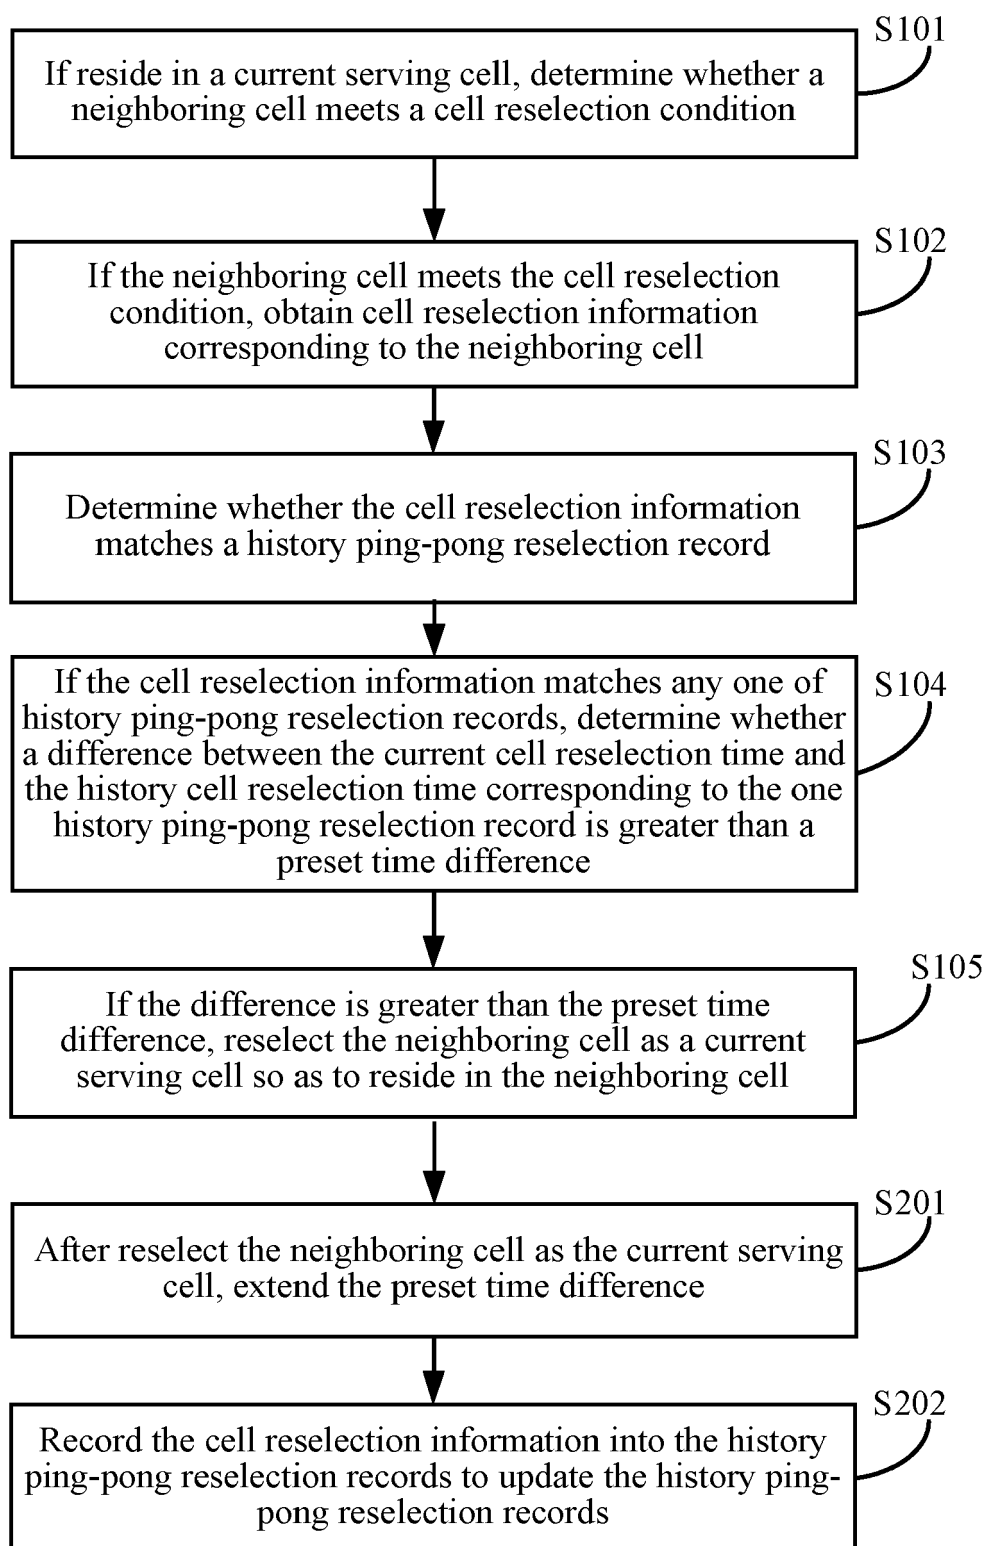 S101
If reside in a current serving cell, determine whether a
neighboring cell meets a cell reselection condition
S102
If the neighboring cell meets the cell reselection
condition, obtain cell reselection information
corresponding to the neighboring cell
S103
Determine whether the cell reselection information
matches a history ping-pong reselection record
S104
If the cell reselection information matches any one of
history ping-pong reselection records, determine whether
a difference between the current cell reselection time and
the history cell reselection time corresponding to the one
history ping-pong reselection record is greater than a
preset time difference
S105
If the difference is greater than the preset time
difference, reselect the neighboring cell as a current
serving cell so as to reside in the neighboring cell
S201
After reselect the neighboring cell as the current serving
cell, extend the preset time difference
S202
Record the cell reselection information into the history
ping-pong reselection records to update the history ping-
pong reselection records